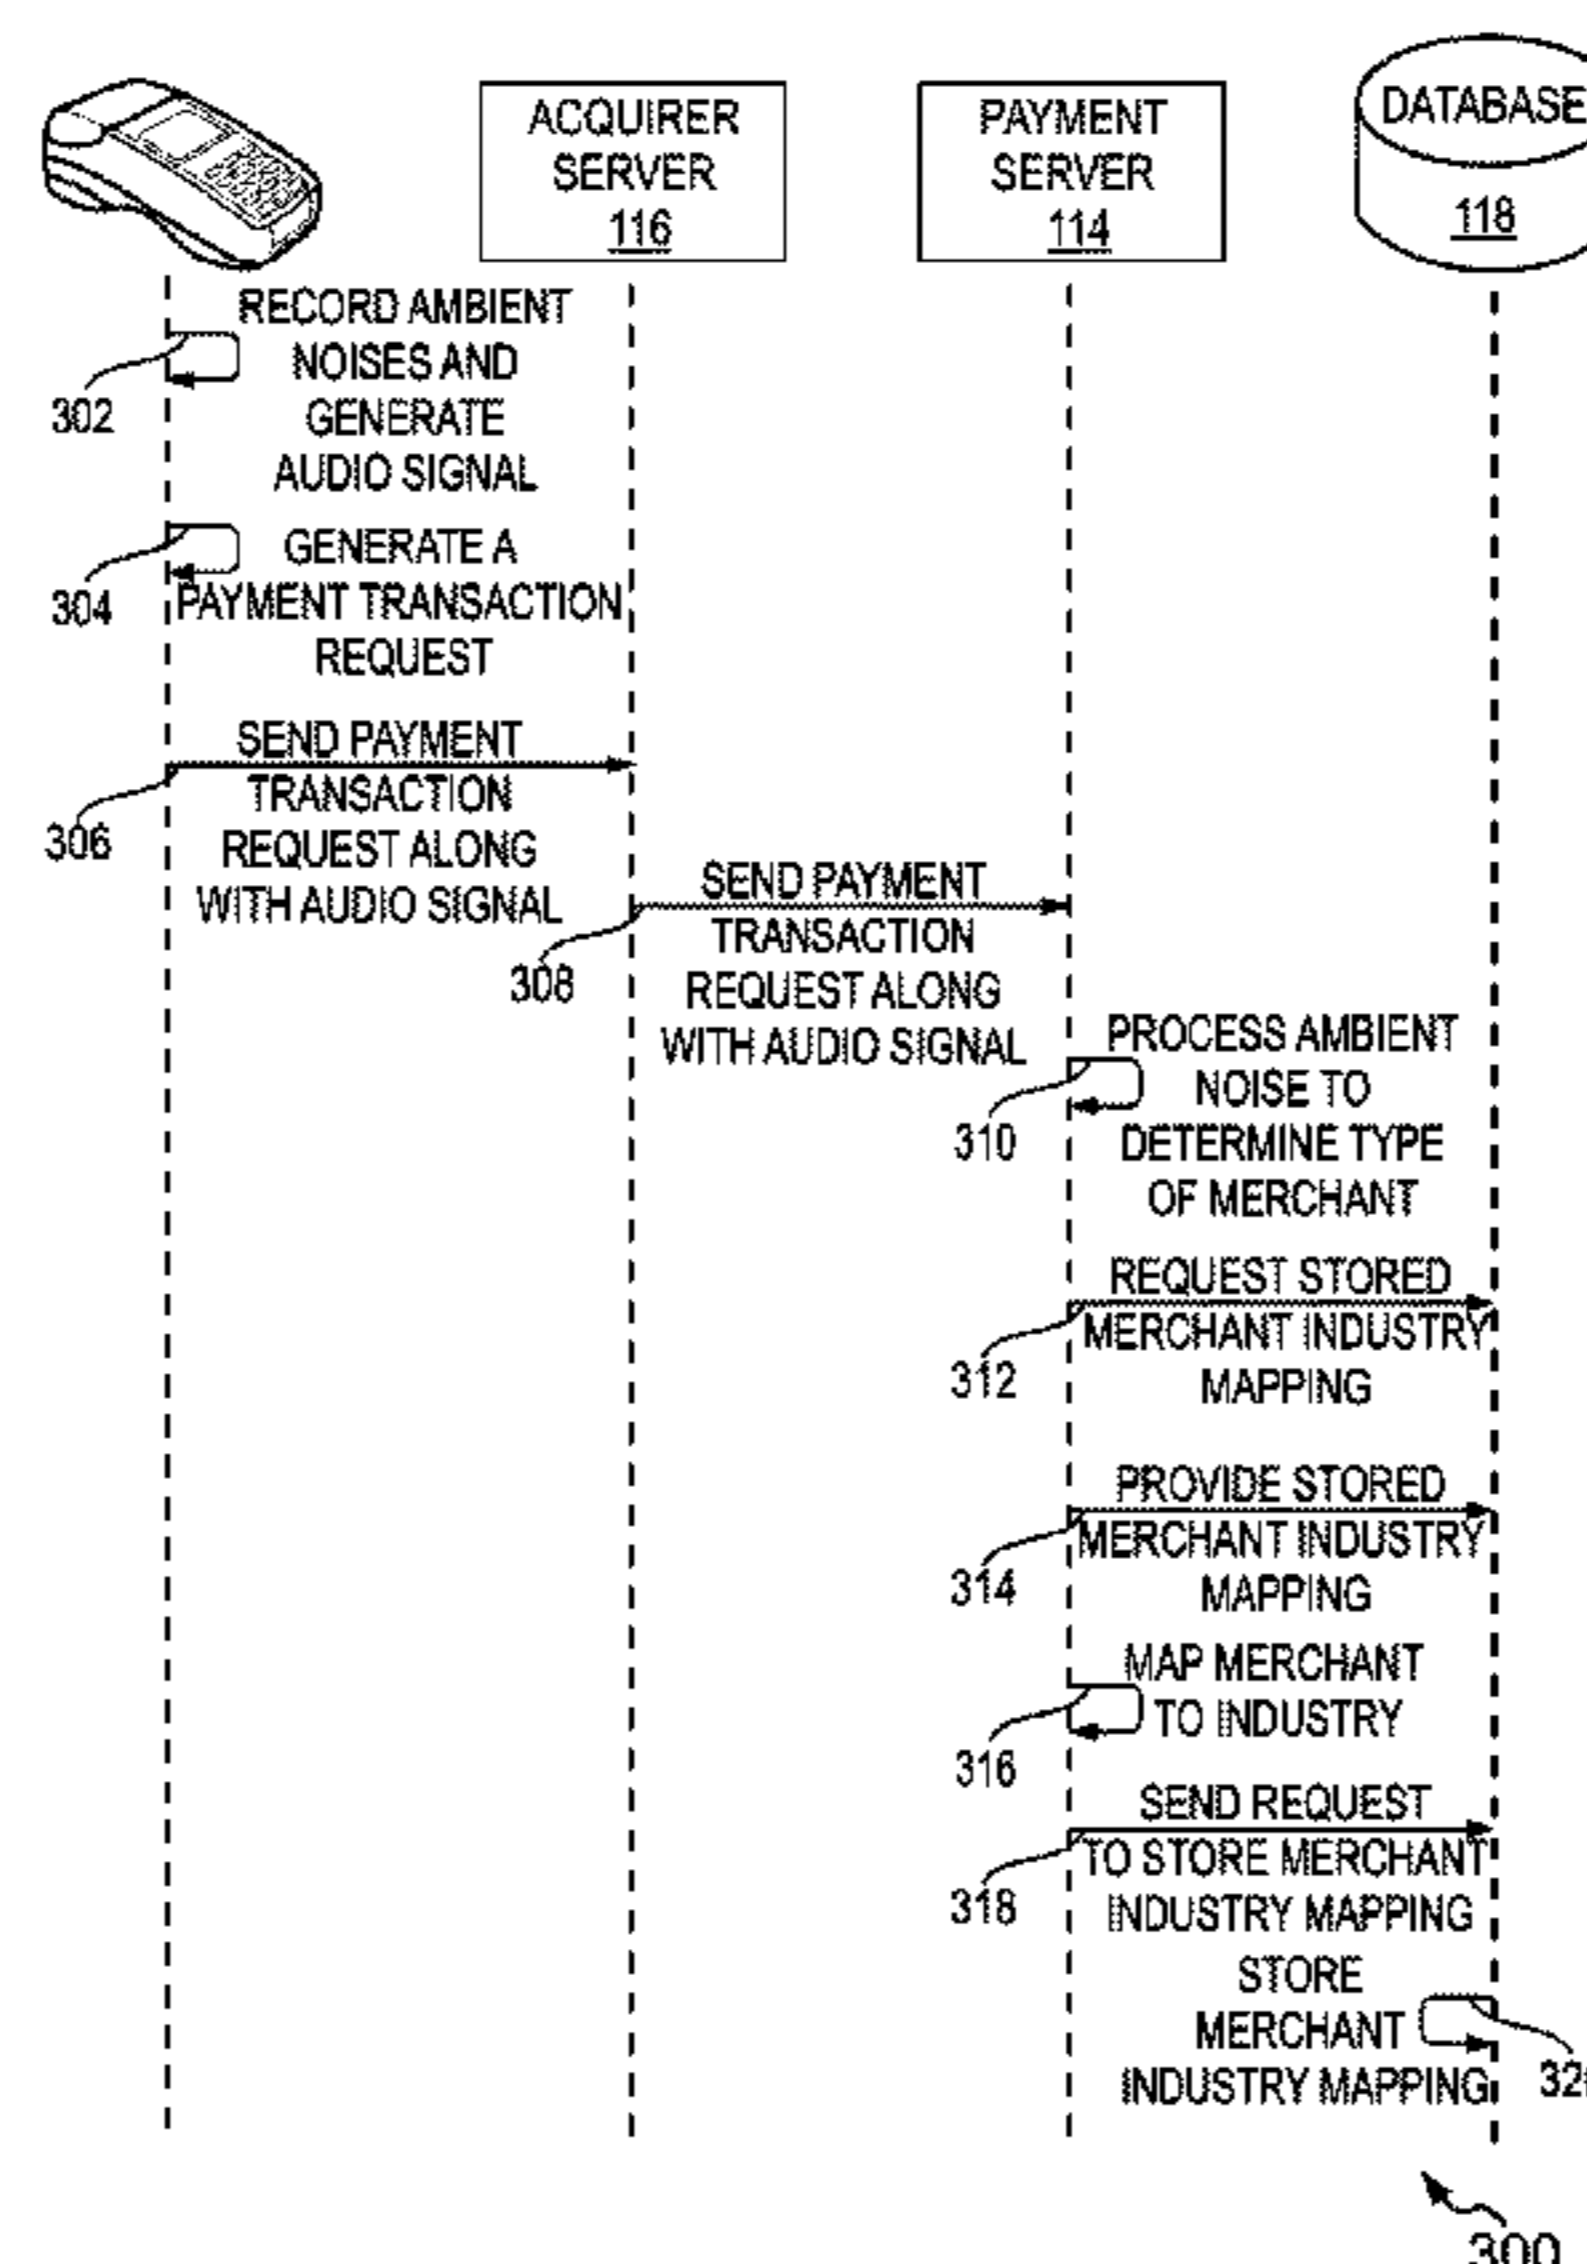 ACQUIRER
SERVER
116
PAYMENT
SERVER
114
DATABASE
118
RECORD AMBIENT
NOISES AND
GENERATE
AUDIO SIGNAL
302
GENERATE A
PAYMENT TRANSACTION
REQUEST
304
SEND PAYMENT
TRANSACTION
REQUEST ALONG
WITH AUDIO SIGNAL
306
SEND PAYMENT
TRANSACTION
REQUEST ALONG
WITH AUDIO SIGNAL
308
PROCESS AMBIENT
NOISE TO
DETERMINE TYPE
OF MERCHANT
310
REQUEST STORED
MERCHANT INDUSTRY
MAPPING
312
PROVIDE STORED
MERCHANT INDUSTRY
MAPPING
314
MAP MERCHANT
TO INDUSTRY
316
SEND REQUEST
TO STORE MERCHANT
INDUSTRY MAPPING
318
STORE
MERCHANT
INDUSTRY MAPPING
300